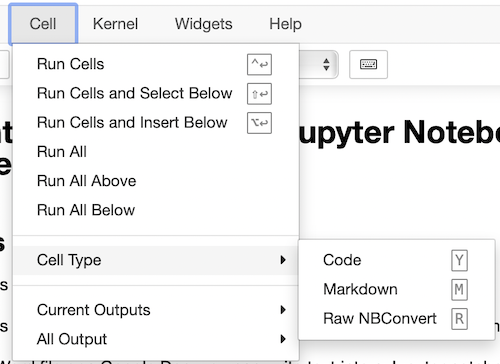 Cell Kernel Widgets Help
Run Cells ^↩
Run Cells and Select Below ⇧↩
Run Cells and Insert Below ⌥↩
upyter Noteb
Run All
Run All Above
Run All Below
Cell Type
Code Y
Markdown M
Raw NBConvert R
Current Outputs
All Output